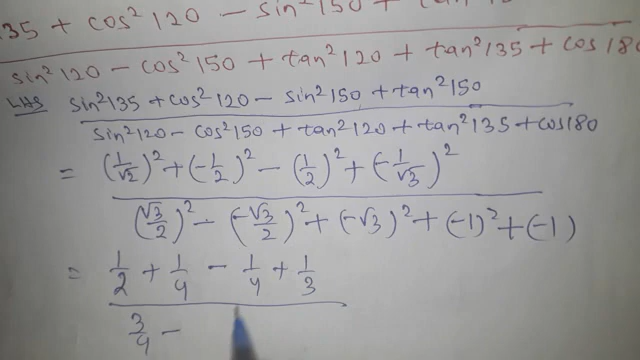 135 + cos² 120 - sin² 150 + tan²
sin² 120 - cos² 150 + tan² 120 + tan² 135 + cos 180
LHS sin² 135 + cos² 120 - sin² 150 + tan² 150
sin² 120 - cos² 150 + tan² 120 + tan² 135 + cos 180
= (1/√2)² + (-1/2)² - (1/2)² + (-1/√3)²
(√3/2)² - (-√3/2)² + (-√3)² + (-1)² + (-1)
= 1/2 + 1/4 - 1/4 + 1/3
3/4 -